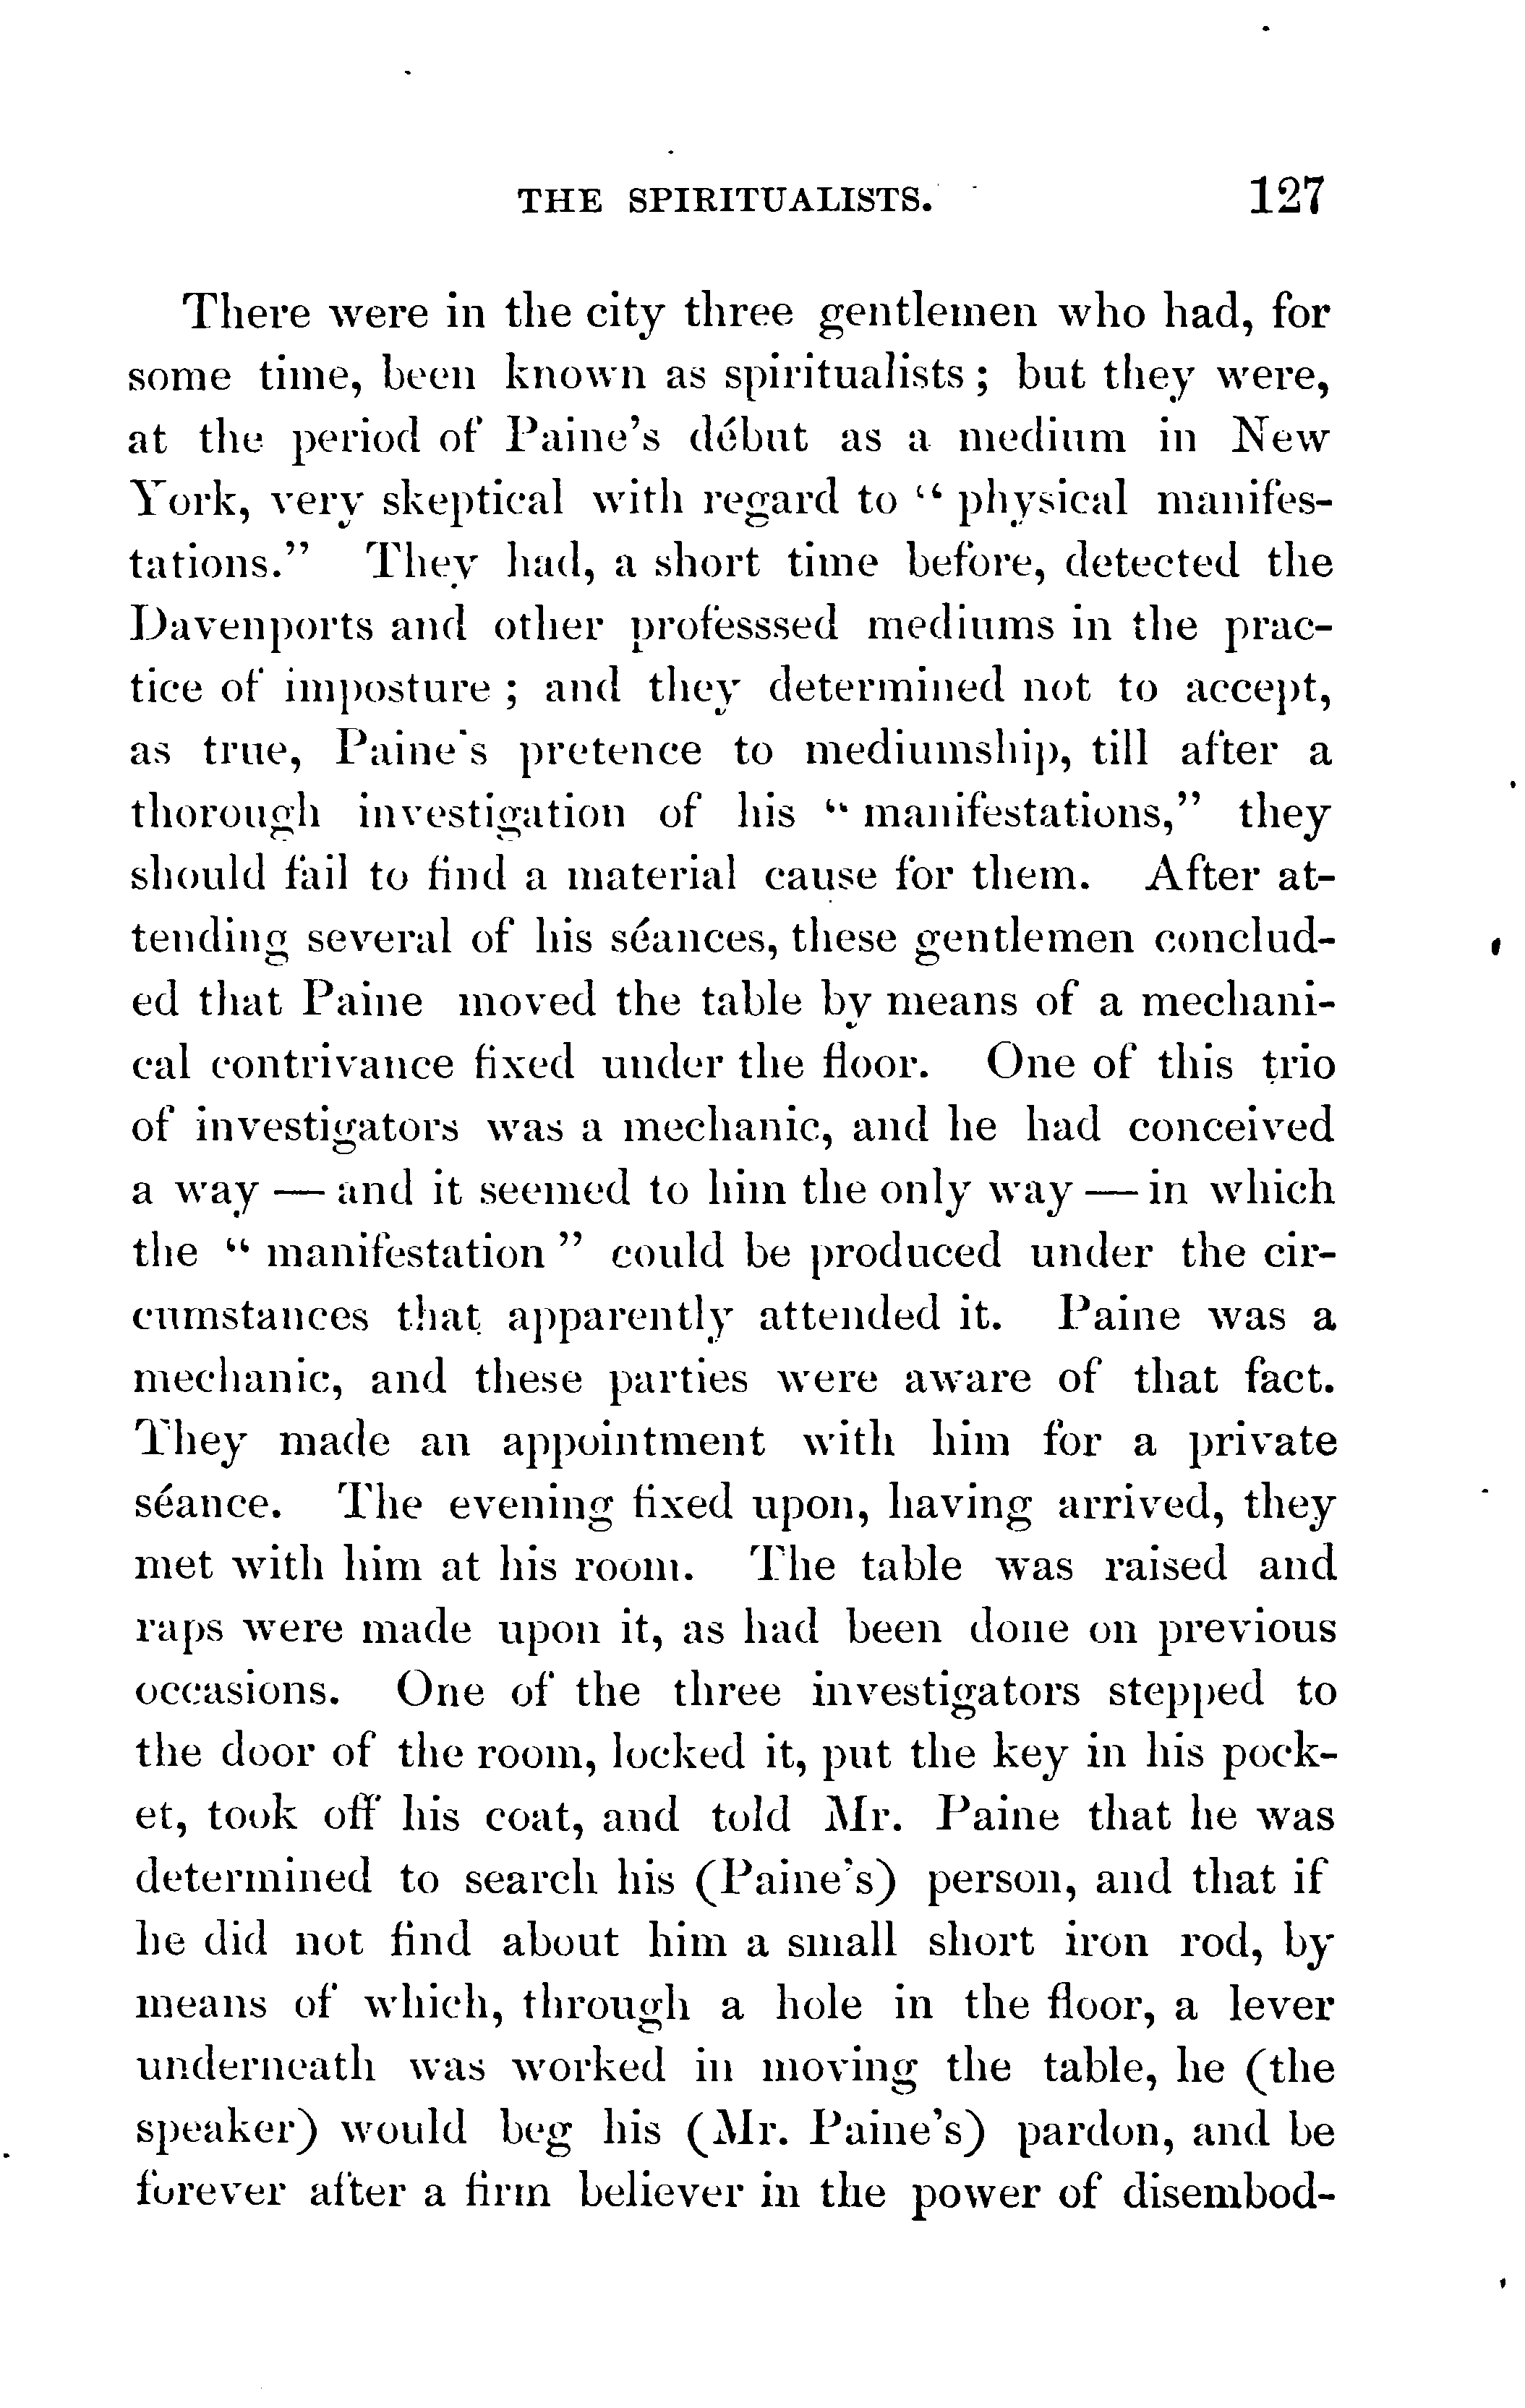 THE SPIRITUALISTS. 127
There were in the city three gentlemen who had, for
some time, been known as spiritualists; but they were,
at the period of Paine's début as a medium in New
York, very skeptical with regard to "physical manifes-
tations." They had, a short time before, detected the
Davenports and other professsed mediums in the prac-
tice of imposture; and they determined not to accept,
as true, Paine's pretence to mediumship, till after a
thorough investigation of his "manifestations," they
should fail to find a material cause for them. After at-
tending several of his séances, these gentlemen conclud-
ed that Paine moved the table by means of a mechani-
cal contrivance fixed under the floor. One of this trio
of investigators was a mechanic, and he had conceived
a way — and it seemed to him the only way — in which
the "manifestation" could be produced under the cir-
cumstances that apparently attended it. Paine was a
mechanic, and these parties were aware of that fact.
They made an appointment with him for a private
séance. The evening fixed upon, having arrived, they
met with him at his room. The table was raised and
raps were made upon it, as had been done on previous
occasions. One of the three investigators stepped to
the door of the room, locked it, put the key in his pock-
et, took off his coat, and told Mr. Paine that he was
determined to search his (Paine's) person, and that if
he did not find about him a small short iron rod, by
means of which, through a hole in the floor, a lever
underneath was worked in moving the table, he (the
speaker) would beg his (Mr. Paine's) pardon, and be
forever after a firm believer in the power of disembod-